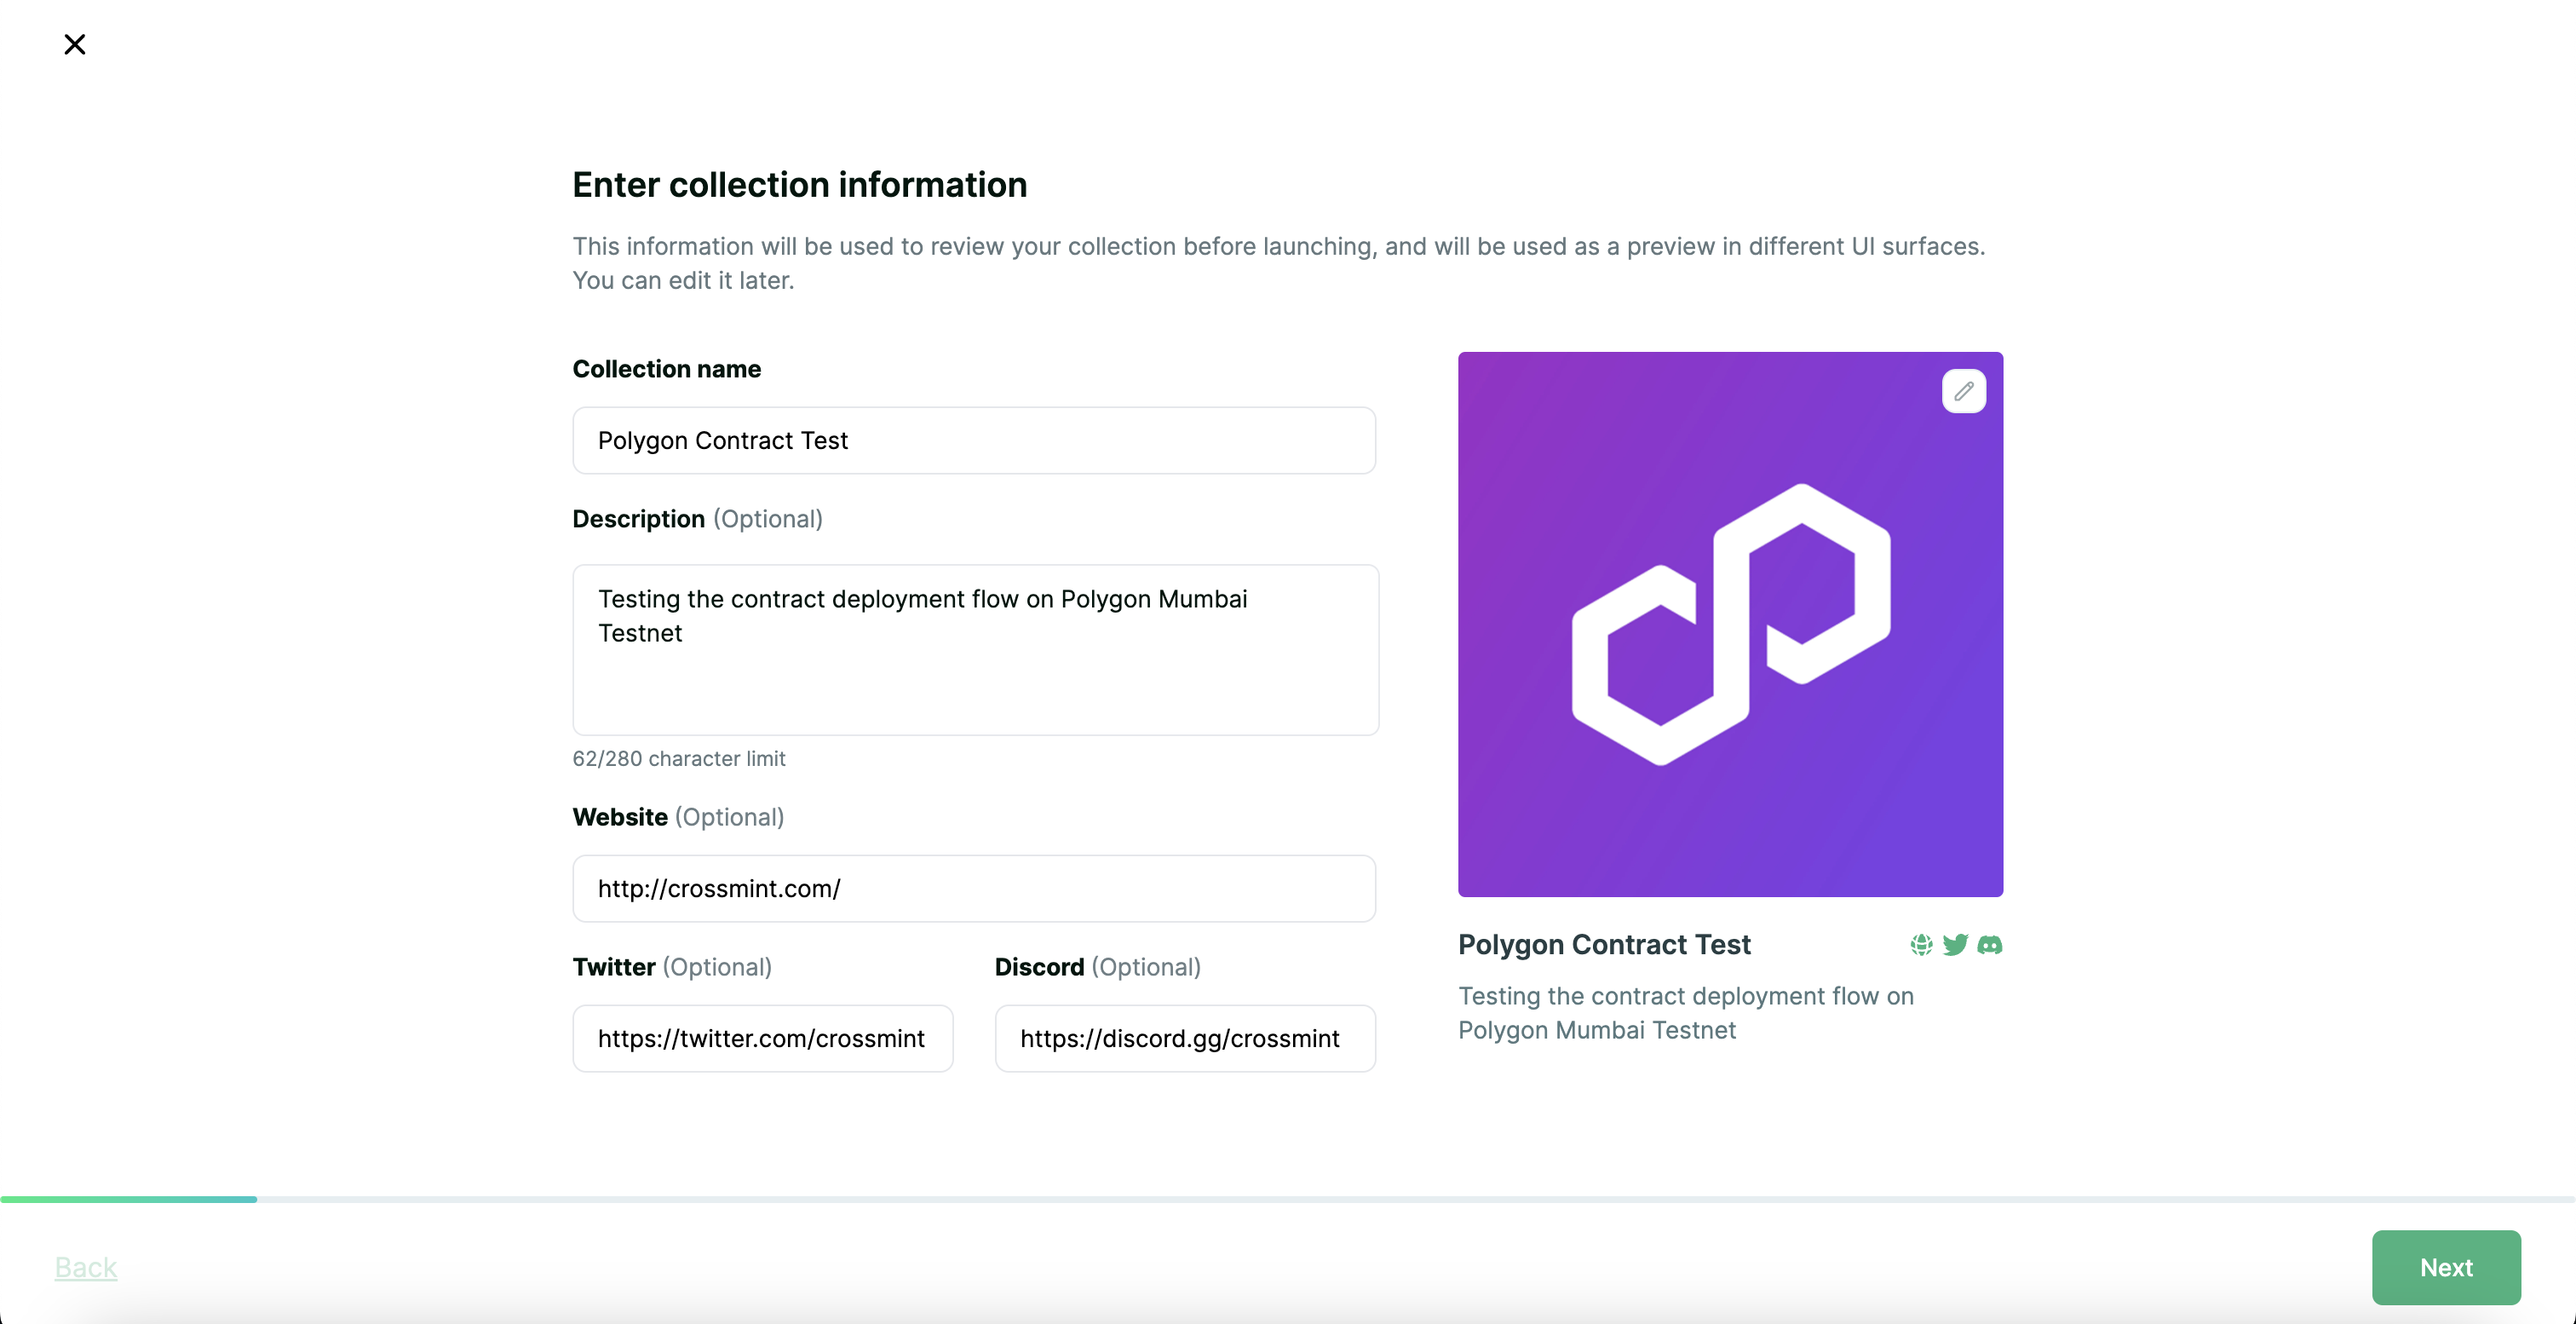 Enter collection information
This information will be used to review your collection before launching, and will be used as a preview in different UI surfaces.
You can edit it later.
Collection name
Polygon Contract Test
Description (Optional)
Testing the contract deployment flow on Polygon Mumbai
Testnet
62/280 character limit
Website (Optional)
http://crossmint.com/
Twitter (Optional)
https://twitter.com/crossmint
Discord (Optional)
https://discord.gg/crossmint
Polygon Contract Test
Testing the contract deployment flow on
Polygon Mumbai Testnet
Back
Next